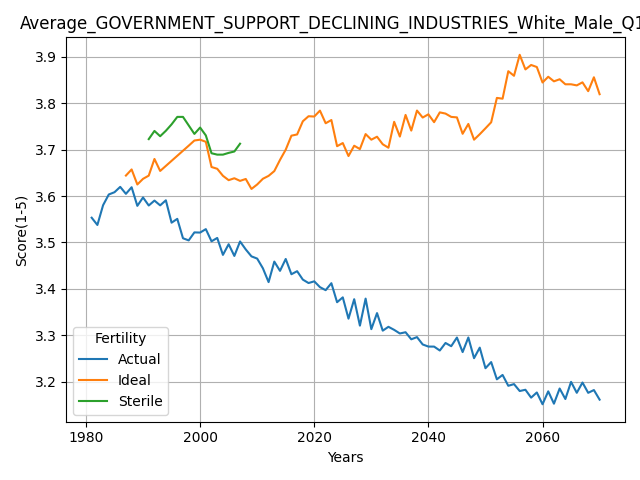 Average_GOVERNMENT_SUPPORT_DECLINING_INDUSTRIES_White_Male_Q1
3.9
3.8
3.7
3.6
3.5
3.4
3.3
3.2
Score(1-5)
Fertility
Actual
Ideal
Sterile
1980 2000 2020 2040 2060
Years